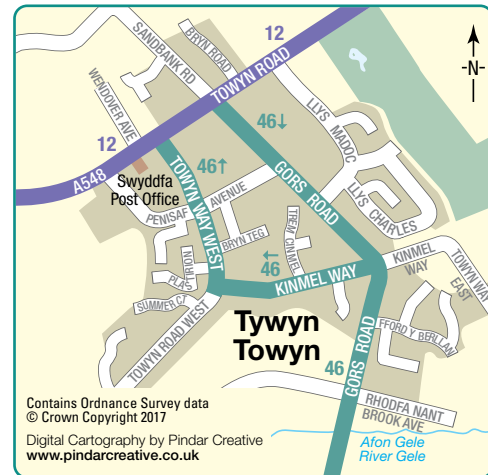 SANDBANK RD
BRYN ROAD
12
TOWYN ROAD
-N-
WENDOVER AVE
LLYS MADOC
46↓
12
46↑
A548
Swyddfa
Post Office
TOWYN WAY WEST
GORS ROAD
PENISAF AVENUE
LLYS CHARLES
TREM CINMEL
BRYN TEG
KINMEL WAY
TOWYN WAY EAST
PLAS TIRION
←
46
KINMEL WAY
SUMMER CT
TOWYN ROAD WEST
Tywyn
Towyn
FFORD Y BERLLAN
46
GORS ROAD
RHODFA NANT
BROOK AVE
Contains Ordnance Survey data
© Crown Copyright 2017
Digital Cartography by Pindar Creative
www.pindarcreative.co.uk
Afon Gele
River Gele